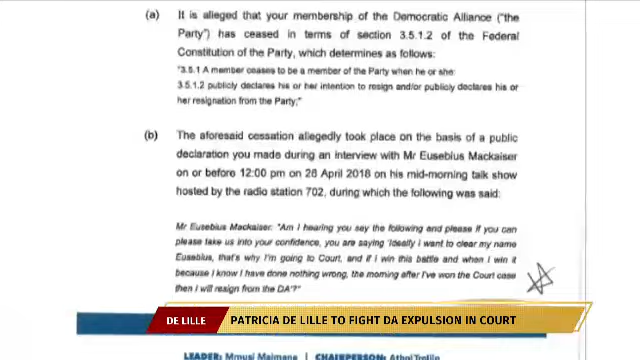 (a) It is alleged that your membership of the Democratic Alliance ("the
Party") has ceased in terms of section 3.5.1.2 of the Federal
Constitution of the Party, which determines as follows:
"3.5.1 A member ceases to be a member of the Party when he or she:
3.5.1.2 publicly declares his or her intention to resign and/or publicly declares his or
her resignation from the Party;"
(b) The aforesaid cessation allegedly took place on the basis of a public
declaration you made during an interview with Mr Eusebius Mackaiser
on or before 12:00 pm on 26 April 2018 on his mid-morning talk show
hosted by the radio station 702, during which the following was said:
Mr Eusebius Mackaiser: "Am I hearing you say the following and please if you can
please take us into your confidence, you are saying 'Ideally I want to clear my name
Eusebius, that's why I'm going to Court, and if I win this battle and when I win it
because I know I have done nothing wrong, the morning after I've won the Court case
then I will resign from the DA'?"
DE LILLE PATRICIA DE LILLE TO FIGHT DA EXPULSION IN COURT
LEADER: Mmusi Maimane | CHAIRPERSON: Athol Trollip